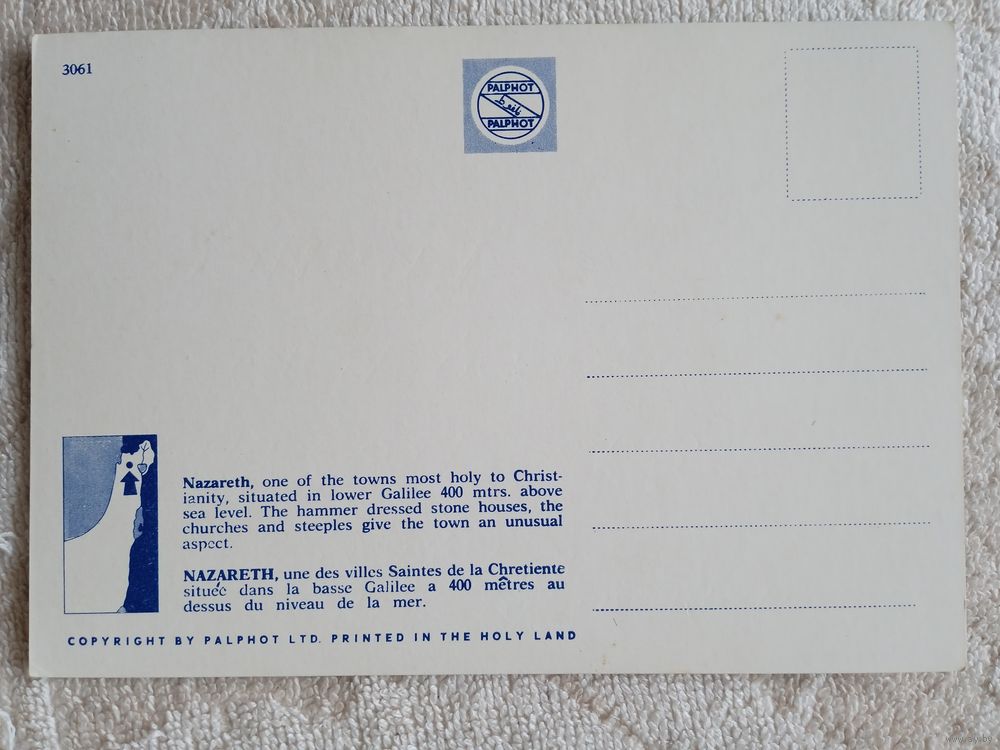 3061
PALPHOT
PALPHOT
Nazareth, one of the towns most holy to Christ-
ianity, situated in lower Galilee 400 mtrs. above
sea level. The hammer dressed stone houses, the
churches and steeples give the town an unusual
aspect.
NAZARETH, une des villes Saintes de la Chretiente
située dans la basse Galilee a 400 mêtres au
dessus du niveau de la mer.
COPYRIGHT BY PALPHOT LTD. PRINTED IN THE HOLY LAND